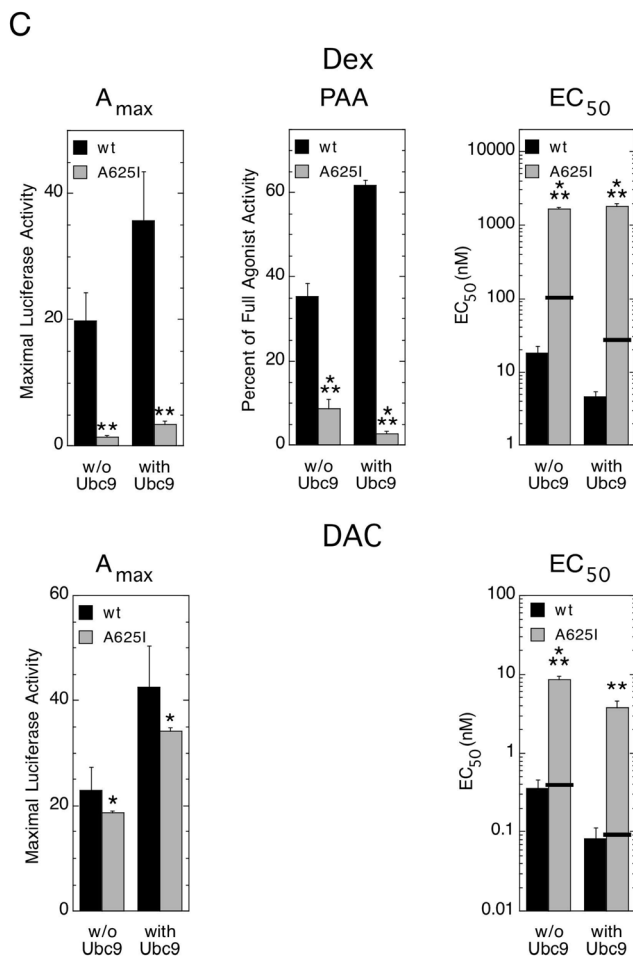 C
Dex
A max
PAA
EC50
wt
A625I
Maximal Luciferase Activity
40
20
0
**
**
w/o
Ubc9
with
Ubc9
wt
A625I
Percent of Full Agonist Activity
60
40
20
0
*
**
*
**
w/o
Ubc9
with
Ubc9
wt
A625I
EC50(nM)
10000
1000
100
10
1
*
**
*
**
w/o
Ubc9
with
Ubc9
DAC
A max
EC50
wt
A625I
Maximal Luciferase Activity
60
40
20
0
*
*
w/o
Ubc9
with
Ubc9
wt
A625I
EC50(nM)
100
10
1
0.1
0.01
*
**
**
w/o
Ubc9
with
Ubc9